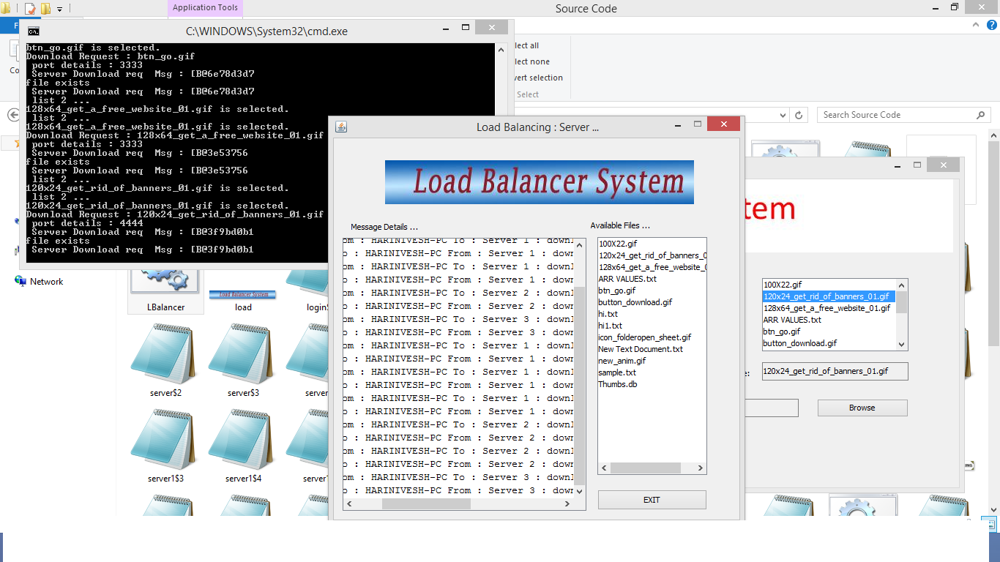 Application Tools
Source Code
F
Co
lect all
lect none
vert selection
Select
Search Source Code
C:\WINDOWS\System32\cmd.exe
btn_go.gif is selected.
Download Request : btn_go.gif
port details : 3333
Server Download req Msg : [B@6e78d3d7
file exists
Server Download req Msg : [B@6e78d3d7
list 2 ...
128x64_get_a_free_website_01.gif is selected.
list 2 ...
128x64_get_a_free_website_01.gif is selected.
Download Request : 128x64_get_a_free_website_01.gif
port details : 3333
Server Download req Msg : [B@3e53756
file exists
Server Download req Msg : [B@3e53756
list 2 ...
120x24_get_rid_of_banners_01.gif is selected.
list 2 ...
120x24_get_rid_of_banners_01.gif is selected.
Download Request : 120x24_get_rid_of_banners_01.gif
port details : 4444
Server Download req Msg : [B@3f9bd0b1
file exists
Server Download req Msg : [B@3f9bd0b1
Network
Load Balancer System
LBalancer
load
loginS
server$2
server$3
server
server1$3
server1$4
server
Load Balancing : Server ...
Load Balancer System
Message Details ...
om : HARINIVESH-PC To : Server 1 : downl
o : HARINIVESH-PC From : Server 1 : down
om : HARINIVESH-PC To : Server 1 : downl
o : HARINIVESH-PC From : Server 1 : down
om : HARINIVESH-PC To : Server 2 : downl
o : HARINIVESH-PC From : Server 2 : down
om : HARINIVESH-PC To : Server 3 : downl
o : HARINIVESH-PC From : Server 3 : down
om : HARINIVESH-PC To : Server 1 : downl
o : HARINIVESH-PC From : Server 1 : down
om : HARINIVESH-PC To : Server 1 : downl
o : HARINIVESH-PC From : Server 1 : down
om : HARINIVESH-PC To : Server 1 : downl
o : HARINIVESH-PC From : Server 1 : down
om : HARINIVESH-PC To : Server 2 : downl
o : HARINIVESH-PC From : Server 2 : down
om : HARINIVESH-PC To : Server 2 : downl
o : HARINIVESH-PC From : Server 2 : down
om : HARINIVESH-PC To : Server 3 : downl
o : HARINIVESH-PC From : Server 3 : down
Available Files ...
100X22.gif
120x24_get_rid_of_banners_0
128x64_get_a_free_website_0
ARR VALUES.txt
btn_go.gif
button_download.gif
hi.txt
hi1.txt
icon_folderopen_sheet.gif
New Text Document.txt
new_anim.gif
sample.txt
Thumbs.db
EXIT
tem
100X22.gif
120x24_get_rid_of_banners_01.gif
128x64_get_a_free_website_01.gif
ARR VALUES.txt
btn_go.gif
button_download.gif
e:
120x24_get_rid_of_banners_01.gif
Browse